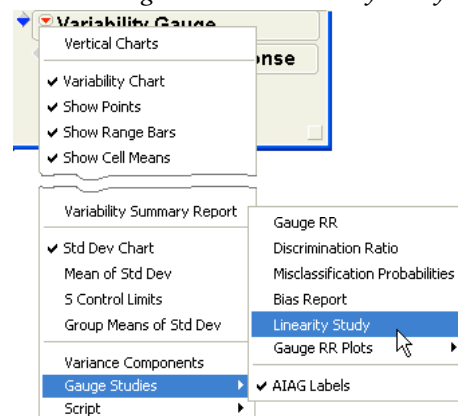 Variability Gauge
Vertical Charts
onse
✔ Variability Chart
✔ Show Points
✔ Show Range Bars
✔ Show Cell Means
Variability Summary Report
✔ Std Dev Chart
Mean of Std Dev
S Control Limits
Group Means of Std Dev
Variance Components
Gauge Studies
Script
Gauge RR
Discrimination Ratio
Misclassification Probabilities
Bias Report
Linearity Study
Gauge RR Plots
✔ AIAG Labels